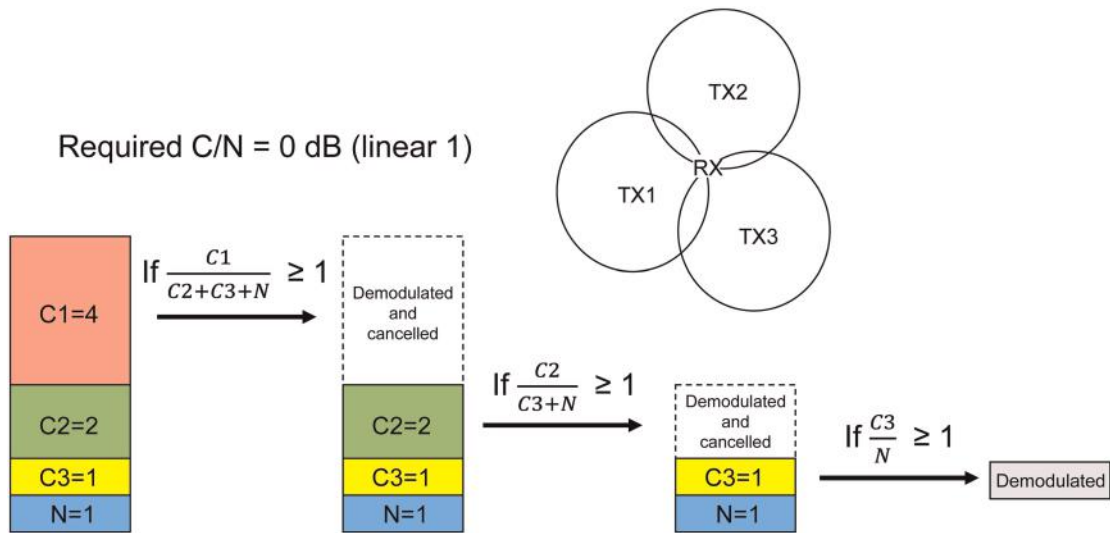 TX2
Required C/N = 0 dB (linear 1)
RX
TX1
TX3
If C1/(C2+C3+N) ≥ 1
C1=4
Demodulated
and
cancelled
If C2/(C3+N) ≥ 1
C2=2
C2=2
Demodulated
and
cancelled
If C3/N ≥ 1
C3=1
C3=1
C3=1
Demodulated
N=1
N=1
N=1